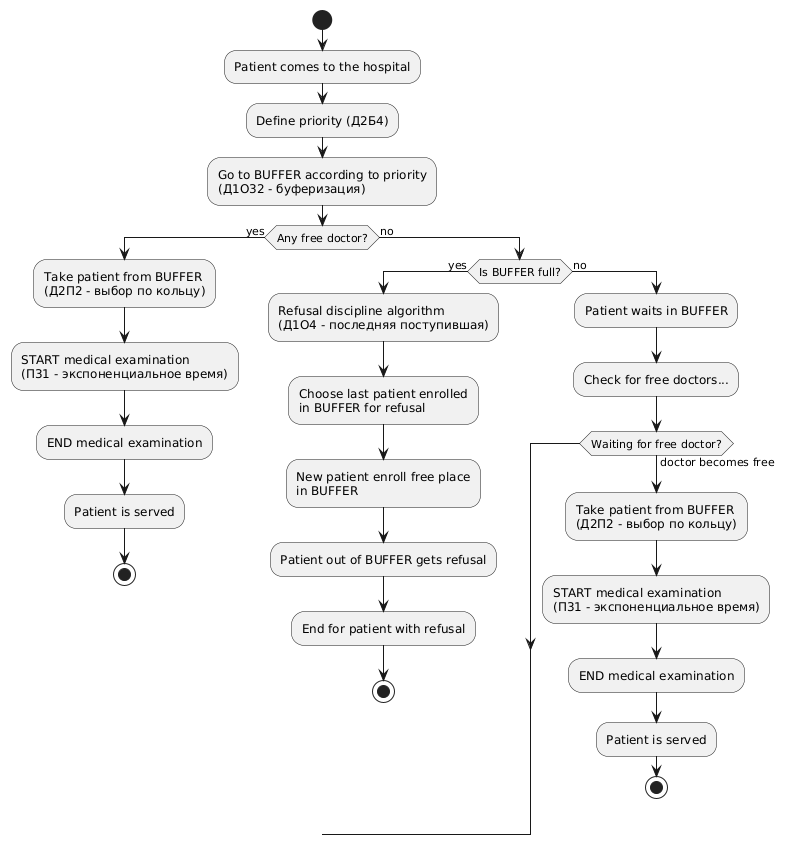 Patient comes to the hospital
Define priority (Д2Б4)
Go to BUFFER according to priority
(Д1О32 - буферизация)
yes
Any free doctor?
no
Take patient from BUFFER
(Д2П2 - выбор по кольцу)
START medical examination
(П31 - экспоненциальное время)
END medical examination
Patient is served
yes
Is BUFFER full?
no
Refusal discipline algorithm
(Д1О4 - последняя поступившая)
Choose last patient enrolled
in BUFFER for refusal
New patient enroll free place
in BUFFER
Patient out of BUFFER gets refusal
End for patient with refusal
Patient waits in BUFFER
Check for free doctors...
Waiting for free doctor?
doctor becomes free
Take patient from BUFFER
(Д2П2 - выбор по кольцу)
START medical examination
(П31 - экспоненциальное время)
END medical examination
Patient is served